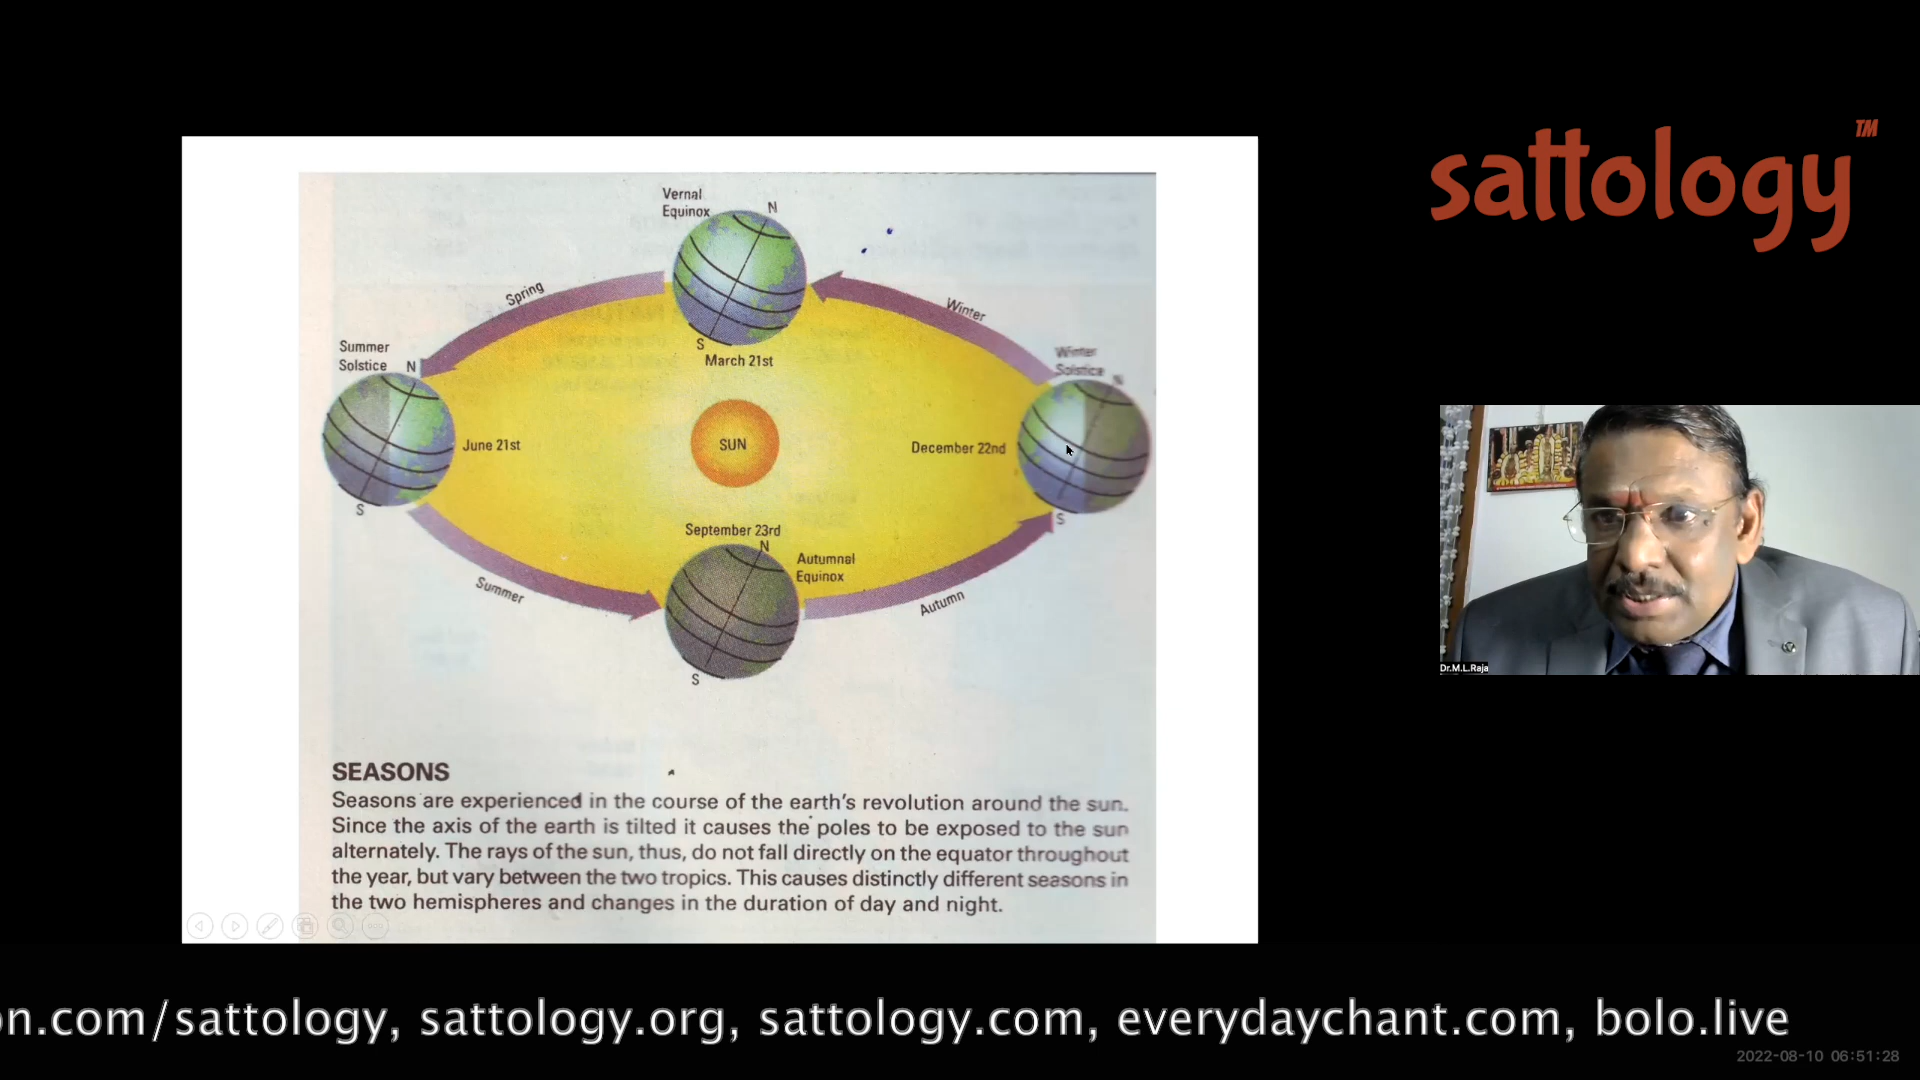 sattology
TM
Vernal
Equinox
N
S
March 21st
Spring
Winter
Summer
Solstice
N
S
June 21st
SUN
Winter
Solstice
N
S
December 22nd
September 23rd
N
S
Autumnal
Equinox
Summer
Autumn
SEASONS
Seasons are experienced in the course of the earth's revolution around the sun.
Since the axis of the earth is tilted it causes the poles to be exposed to the sun
alternately. The rays of the sun, thus, do not fall directly on the equator throughout
the year, but vary between the two tropics. This causes distinctly different seasons in
the two hemispheres and changes in the duration of day and night.
Dr.M.L.Raja
on.com/sattology, sattology.org, sattology.com, everydaychant.com, bolo.live
2022-08-10 06:51:28